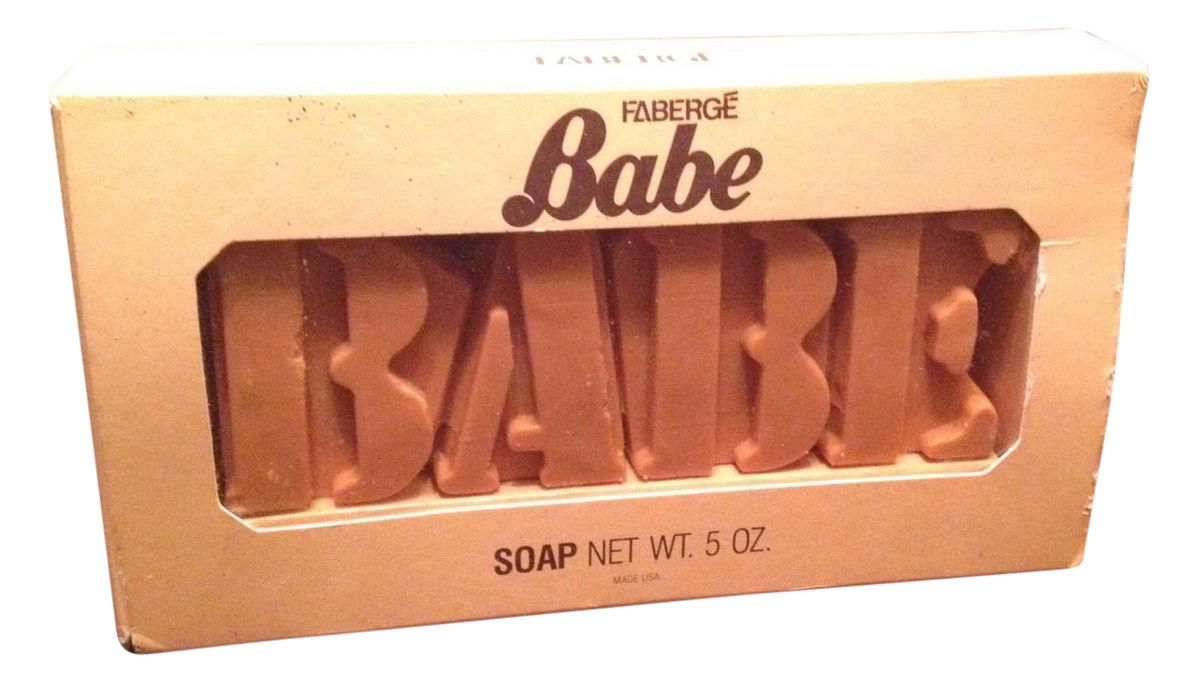 FABERGÉ
Babe
BABE
SOAP NET WT. 5 OZ.
MADE USA